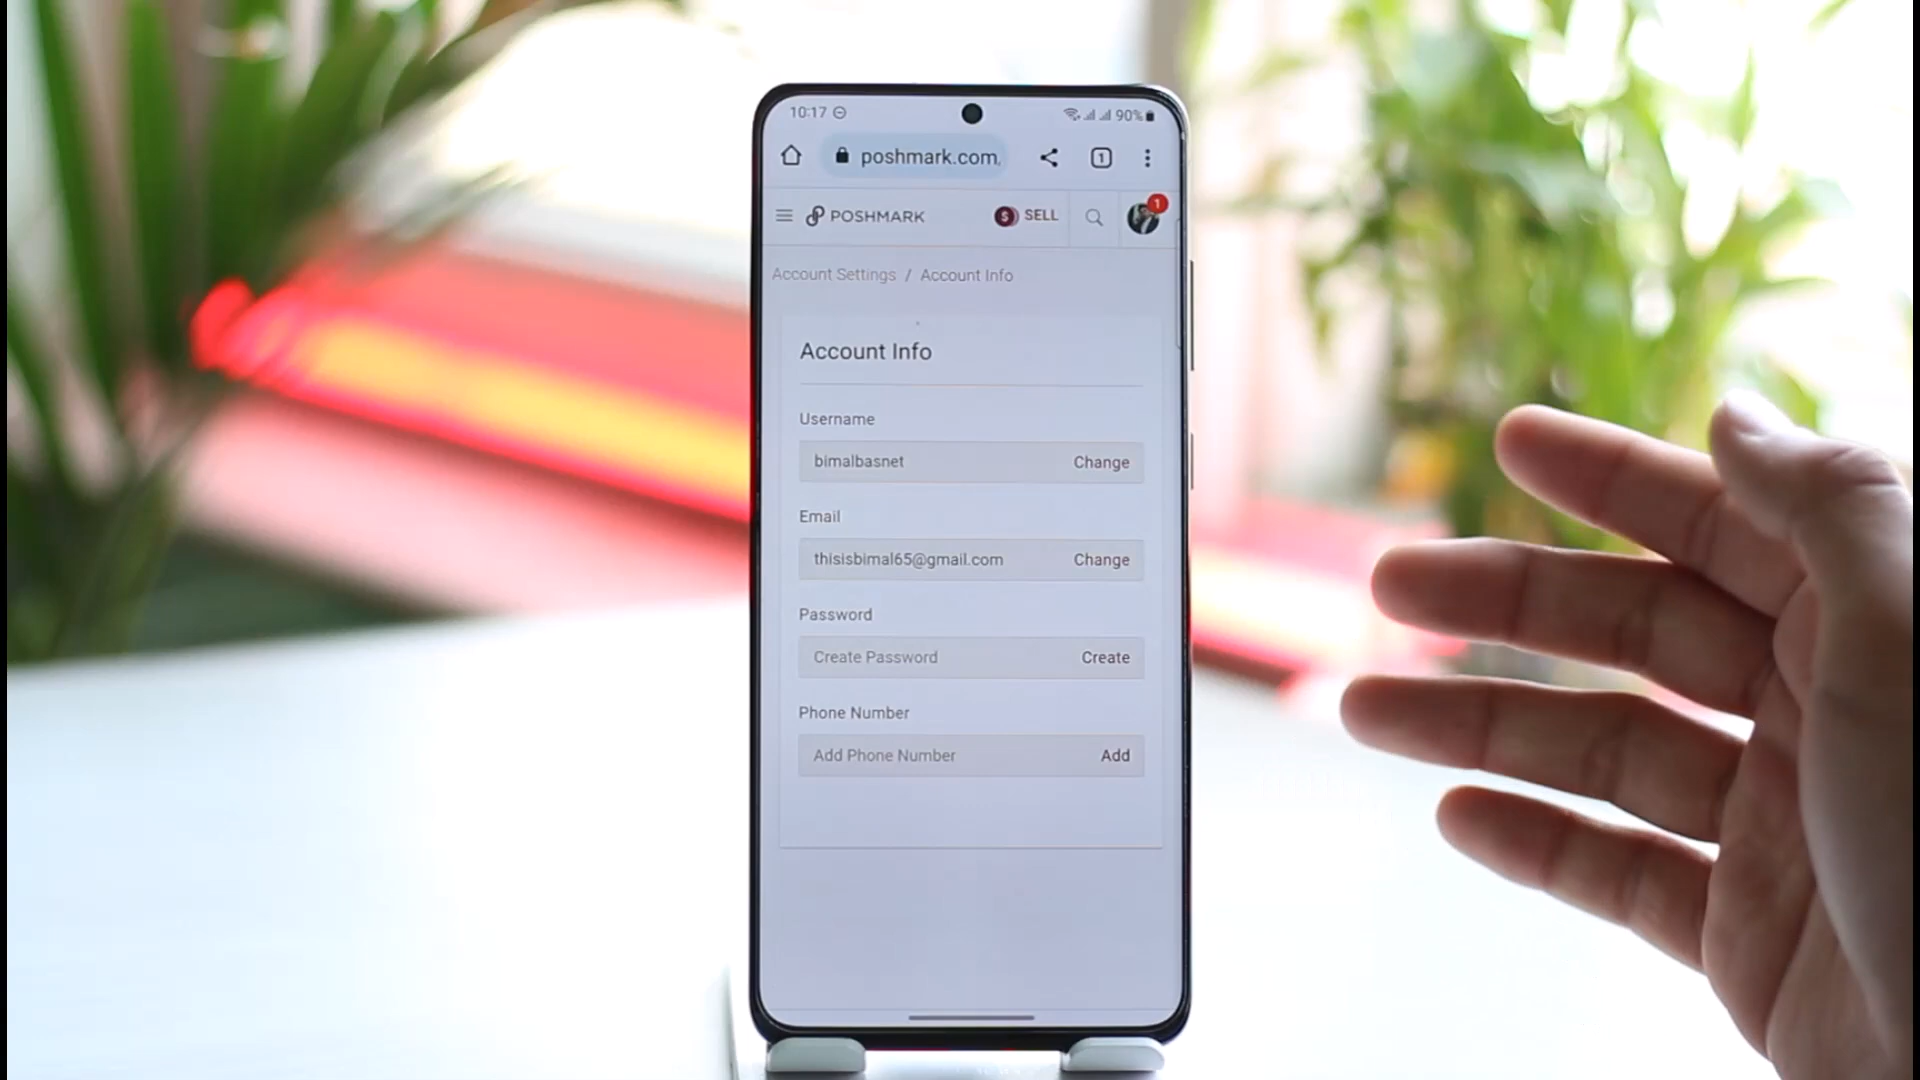 10:17 90%
poshmark.com, 1
POSHMARK $ SELL 1
Account Settings / Account Info
Account Info
Username
bimalbasnet Change
Email
thisisbimal65@gmail.com Change
Password
Create Password Create
Phone Number
Add Phone Number Add